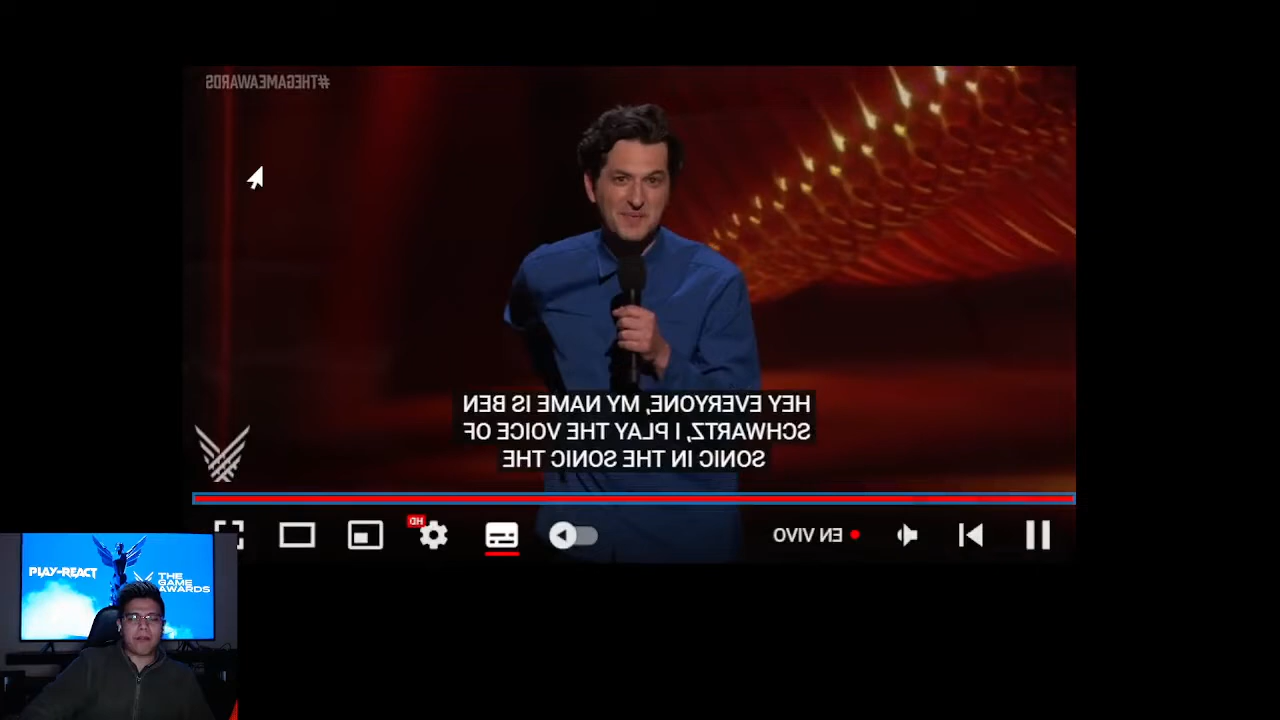 #THEGAMEAWARDS
HEY EVERYONE, MY NAME IS BEN
SCHWARTZ, I PLAY THE VOICE OF
SONIC IN THE SONIC THE
HD
EN VIVO
PLAY-REACT
THE
GAME
AWARDS